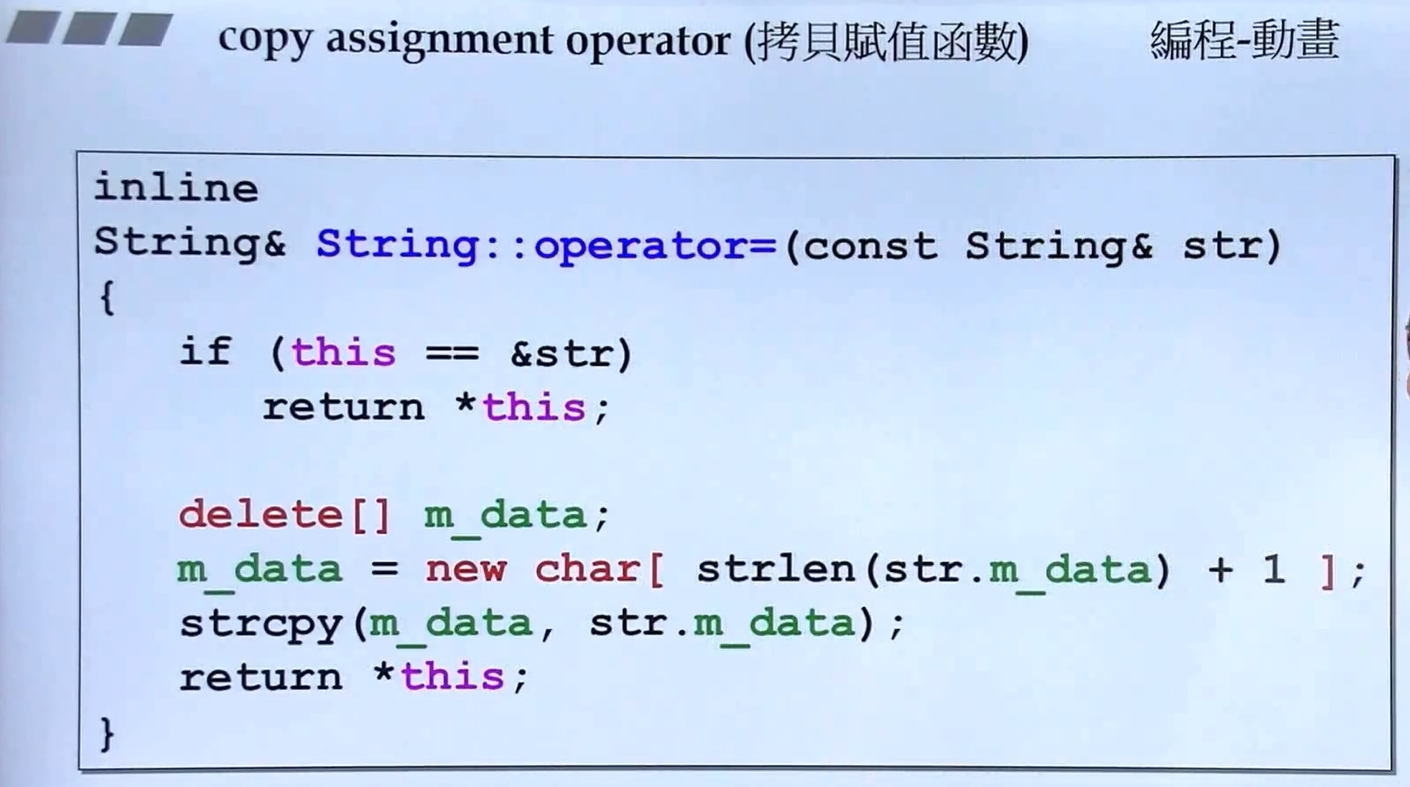 copy assignment operator (拷貝賦值函數) 編程-動畫
inline
String& String::operator=(const String& str)
{
if (this == &str)
return *this;
delete[] m_data;
m_data = new char[ strlen(str.m_data) + 1 ];
strcpy(m_data, str.m_data);
return *this;
}